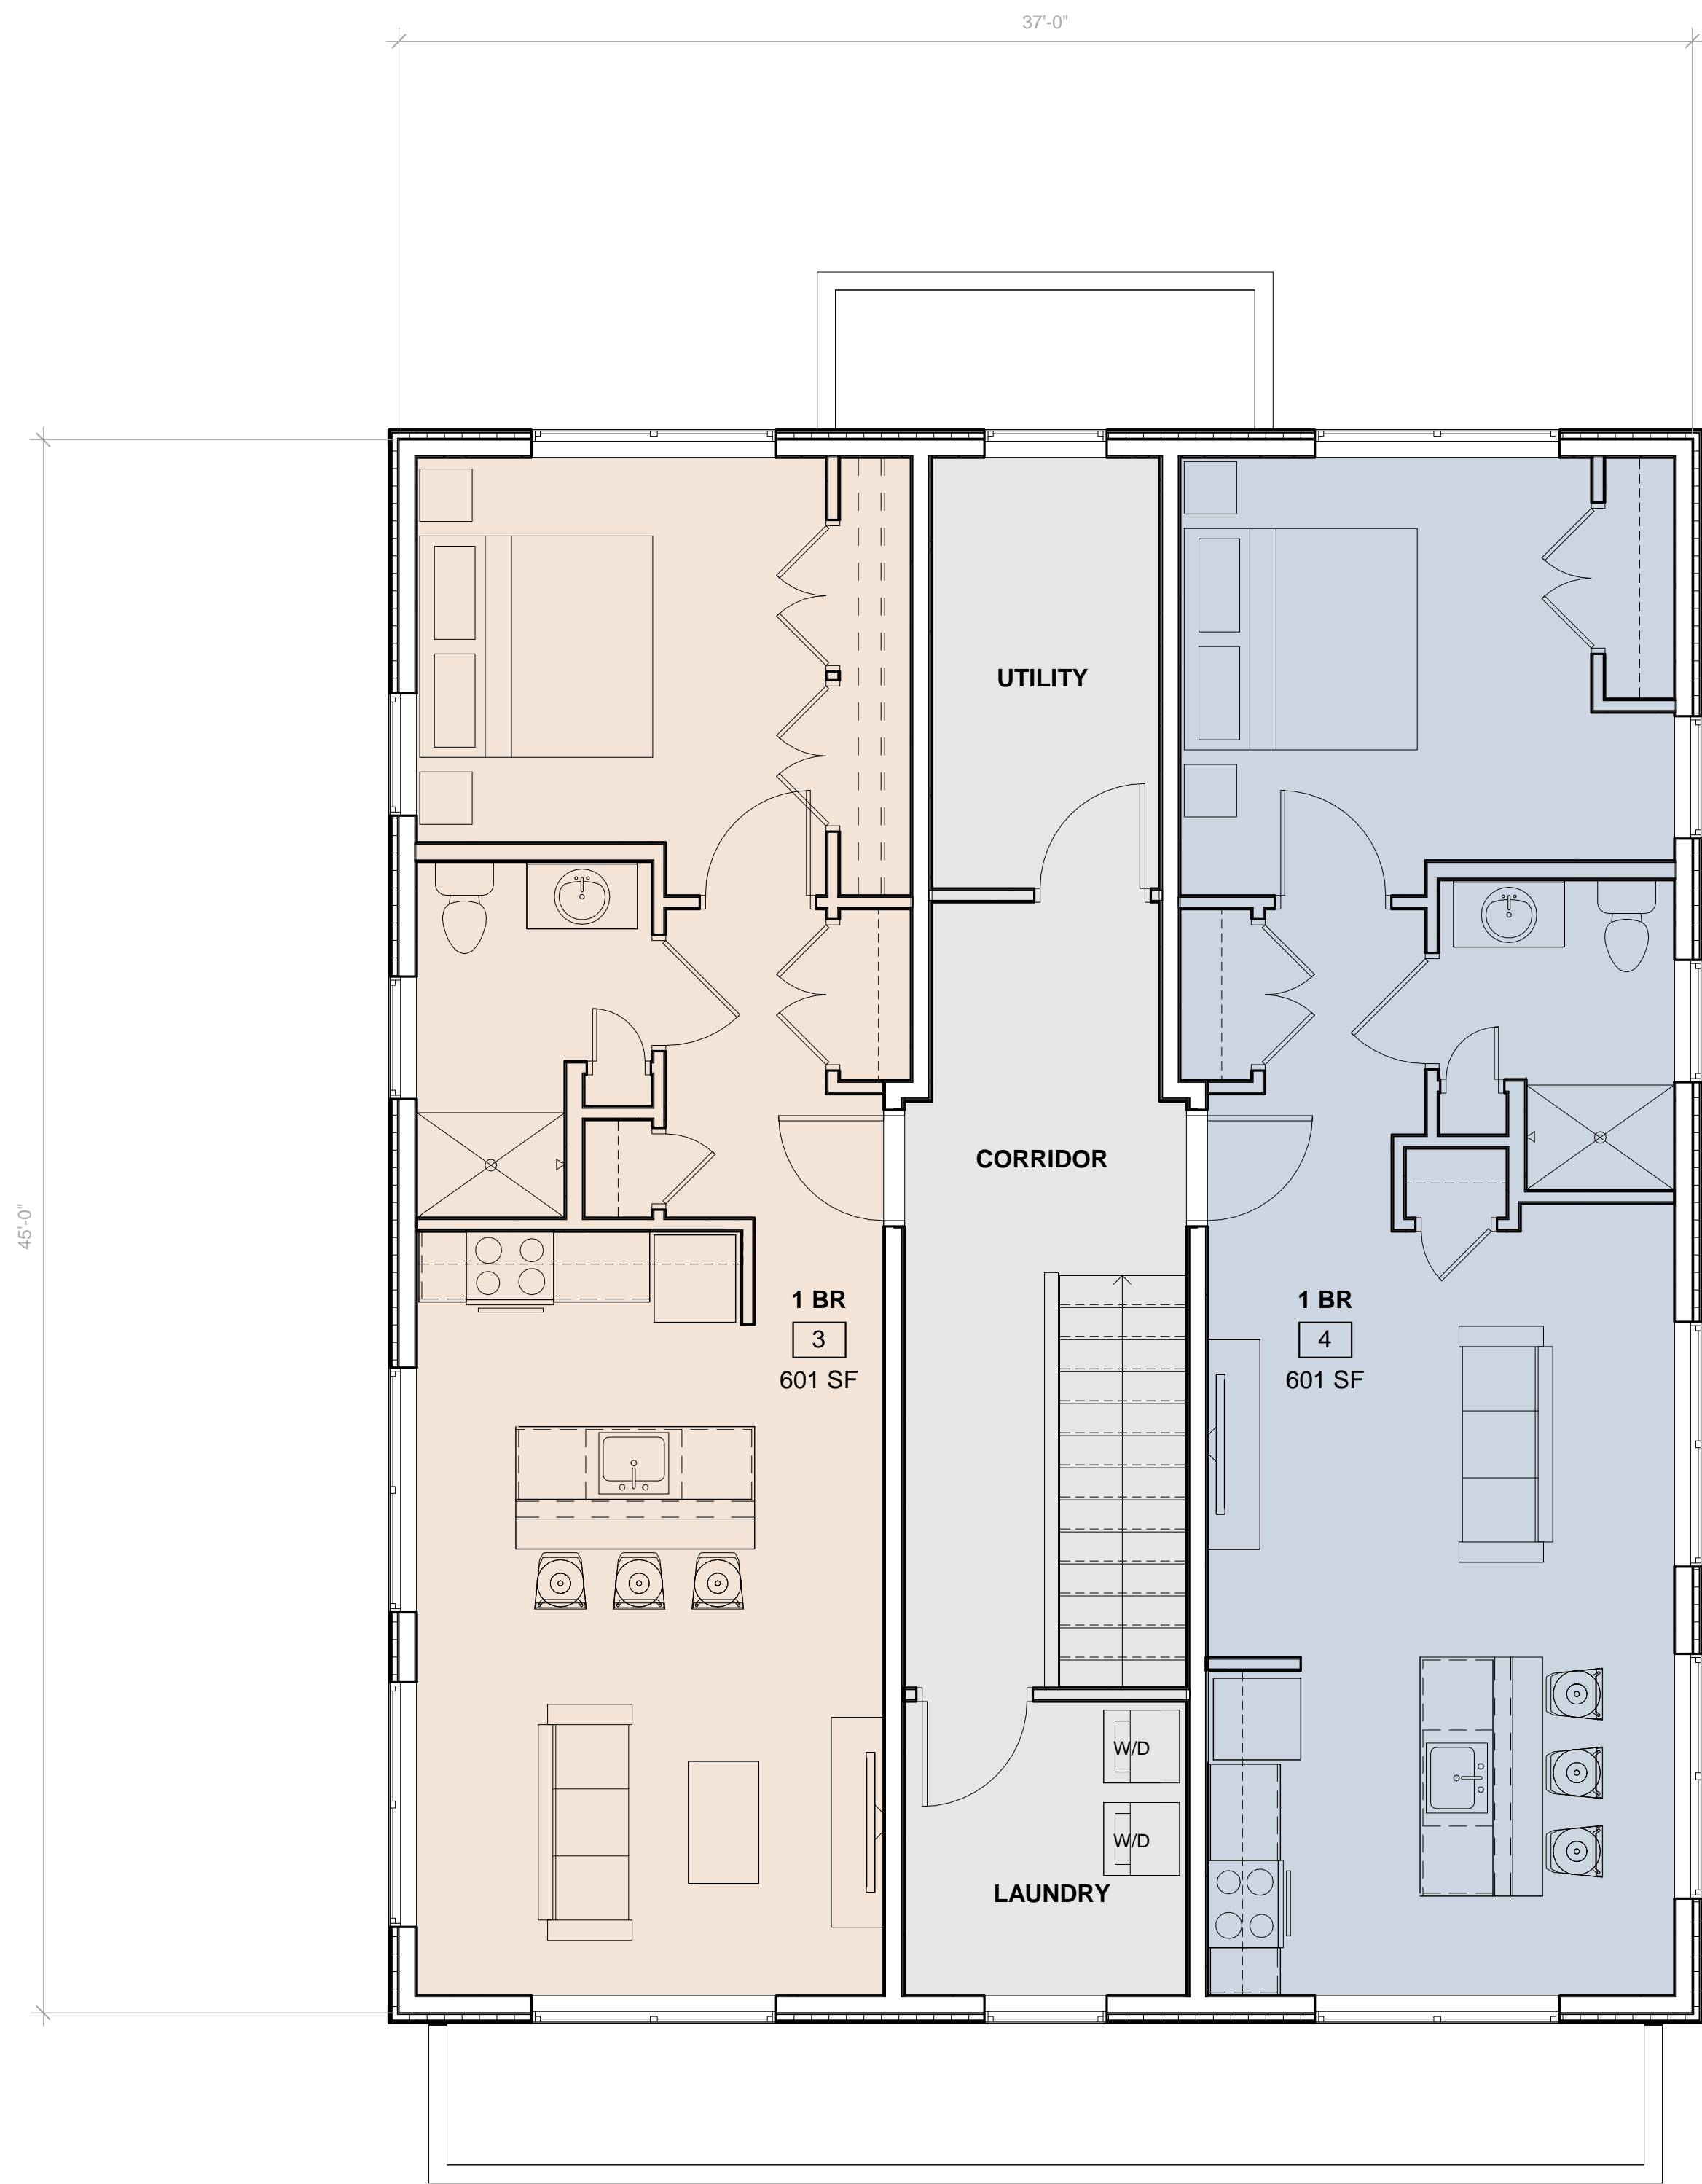 37'-0"
UTILITY
CORRIDOR
45'-0"
1 BR
3
601 SF
1 BR
4
601 SF
W/D
W/D
LAUNDRY